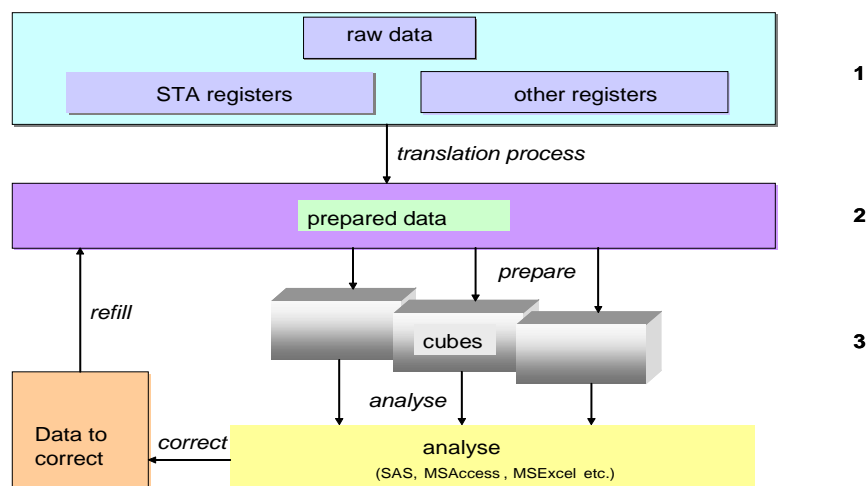 raw data
1
STA registers
other registers
translation process
prepared data
2
prepare
refill
cubes
3
analyse
Data to
correct
correct
analyse
(SAS, MSAccess , MSExcel etc.)